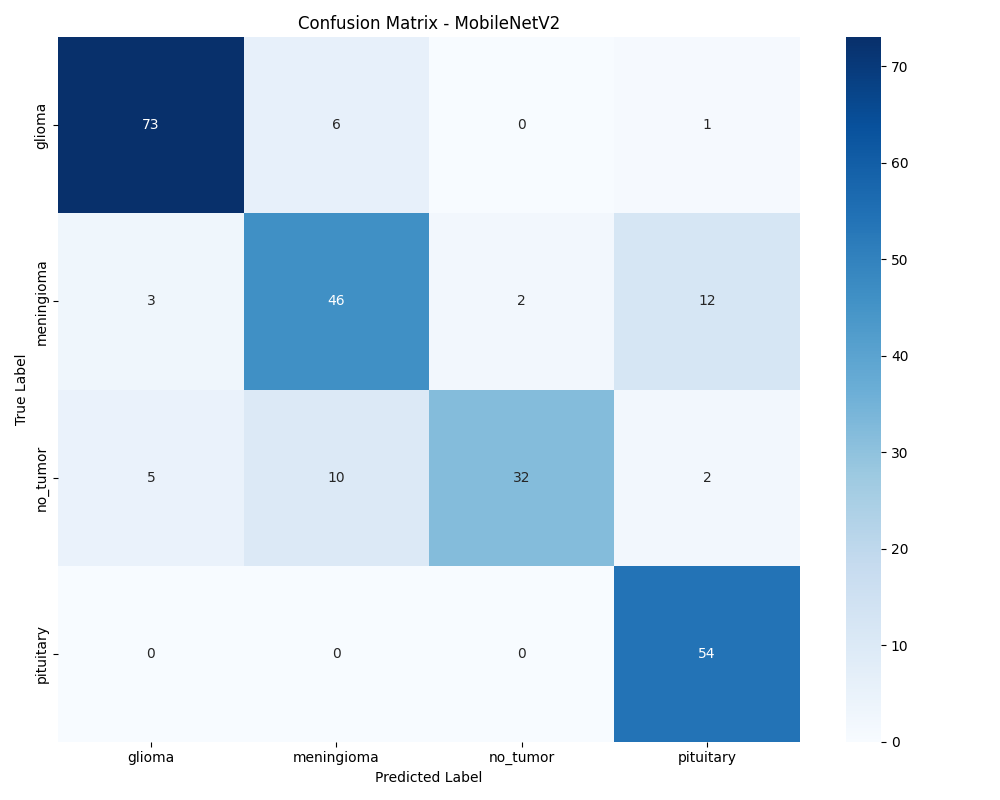 Confusion Matrix - MobileNetV2
True Label
glioma
73 6 0 1
meningioma
3 46 2 12
no_tumor
5 10 32 2
pituitary
0 0 0 54
glioma meningioma no_tumor pituitary
Predicted Label
70
60
50
40
30
20
10
0